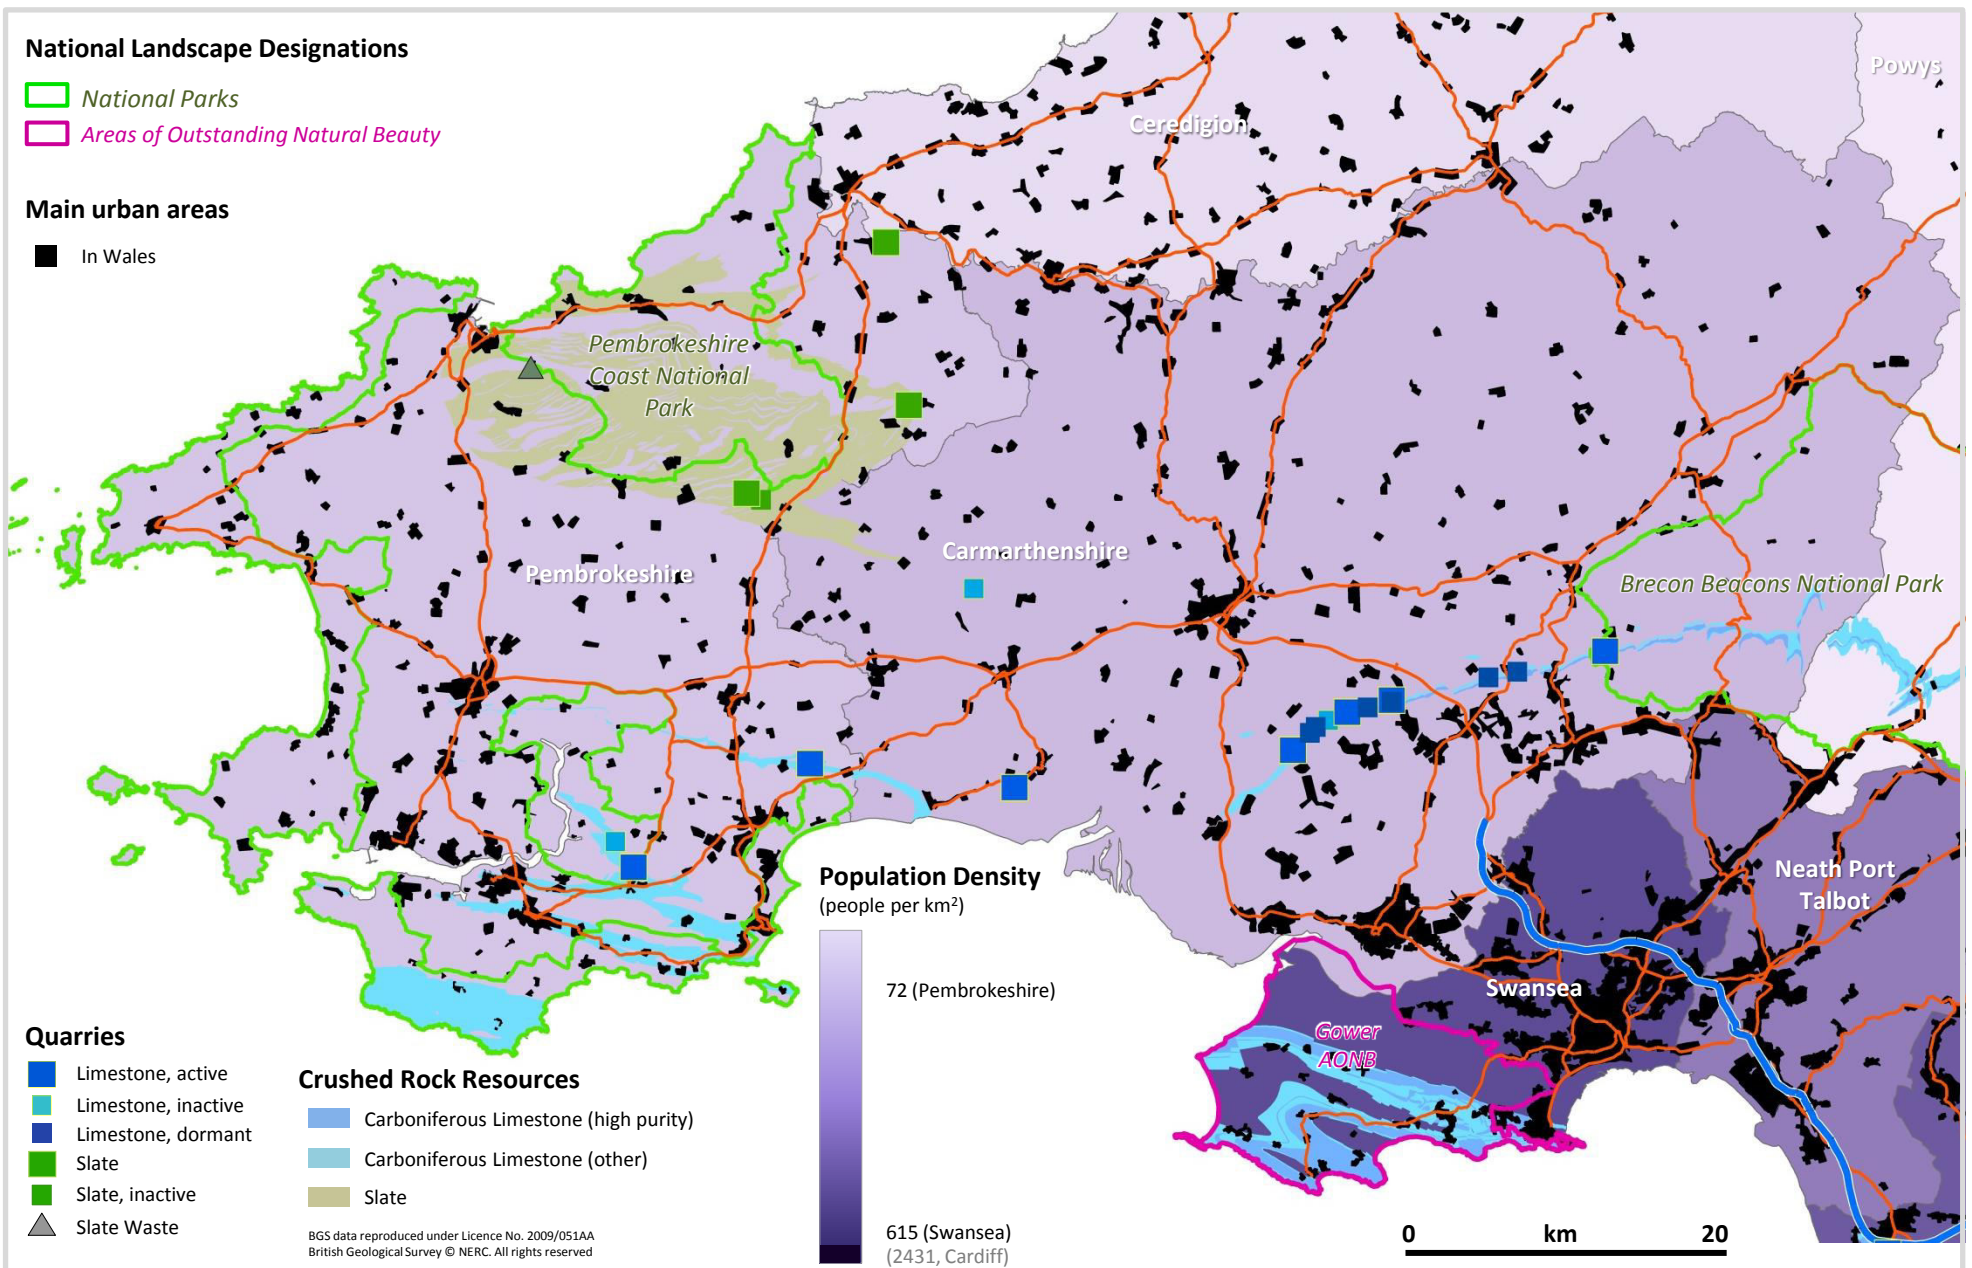 National Landscape Designations
National Parks
Areas of Outstanding Natural Beauty
Main urban areas
In Wales
Powys
Ceredigion
Pembrokeshire
Coast National
Park
Carmarthenshire
Pembrokeshire
Brecon Beacons National Park
Neath Port
Talbot
Swansea
Gower
AONB
Population Density
(people per km²)
72 (Pembrokeshire)
615 (Swansea)
(2431, Cardiff)
Quarries
Limestone, active
Limestone, inactive
Limestone, dormant
Slate
Slate, inactive
Slate Waste
Crushed Rock Resources
Carboniferous Limestone (high purity)
Carboniferous Limestone (other)
Slate
BGS data reproduced under Licence No. 2009/051AA
British Geological Survey © NERC. All rights reserved
0 km 20